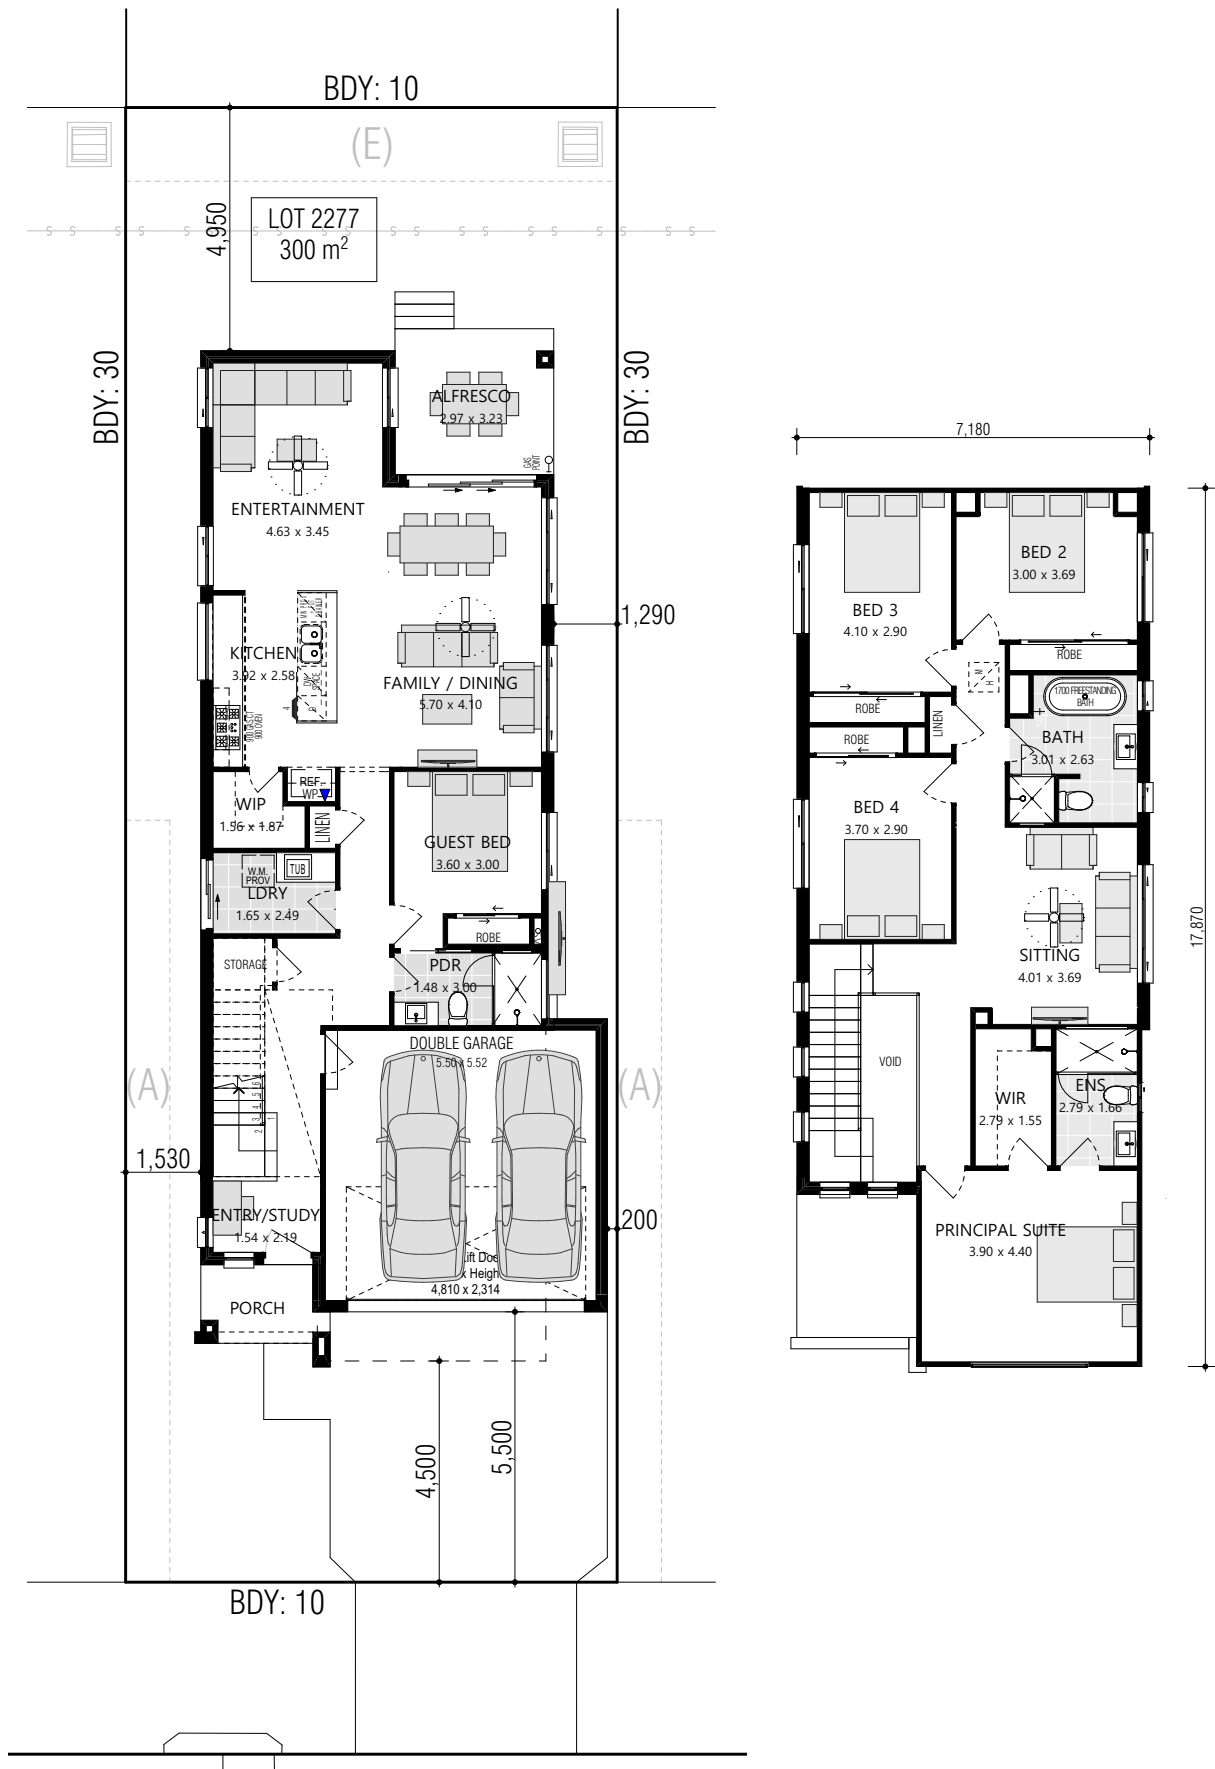 BDY: 10
(E)
LOT 2277
300 m²
4,950
S S S S S S S S S S S S S S
BDY: 30
BDY: 30
ALFRESCO
2.97 x 3.23
GAS POINT
ENTERTAINMENT
4.63 x 3.45
1,290
KITCHEN
3.92 x 2.58
FAMILY / DINING
5.70 x 4.10
900 OVEN
REF.
WP
WIP
1.56 x 1.87
LINEN
GUEST BED
3.60 x 3.00
W.M.
PROV
TUB
LDRY
1.65 x 2.49
ROBE
STORAGE
PDR
1.48 x 3.00
DOUBLE GARAGE
5.50 x 5.52
(A)
(A)
1,530
ENTRY/STUDY
1.54 x 2.19
200
4,810 x 2,314
PORCH
4,500
5,500
BDY: 10
7,180
17,870
BED 2
3.00 x 3.69
BED 3
4.10 x 2.90
ROBE
M H
1700 FREESTANDING
BATH
ROBE
LINEN
BATH
3.01 x 2.63
ROBE
BED 4
3.70 x 2.90
SITTING
4.01 x 3.69
VOID
WIR
2.79 x 1.55
ENS
2.79 x 1.66
PRINCIPAL SUITE
3.90 x 4.40